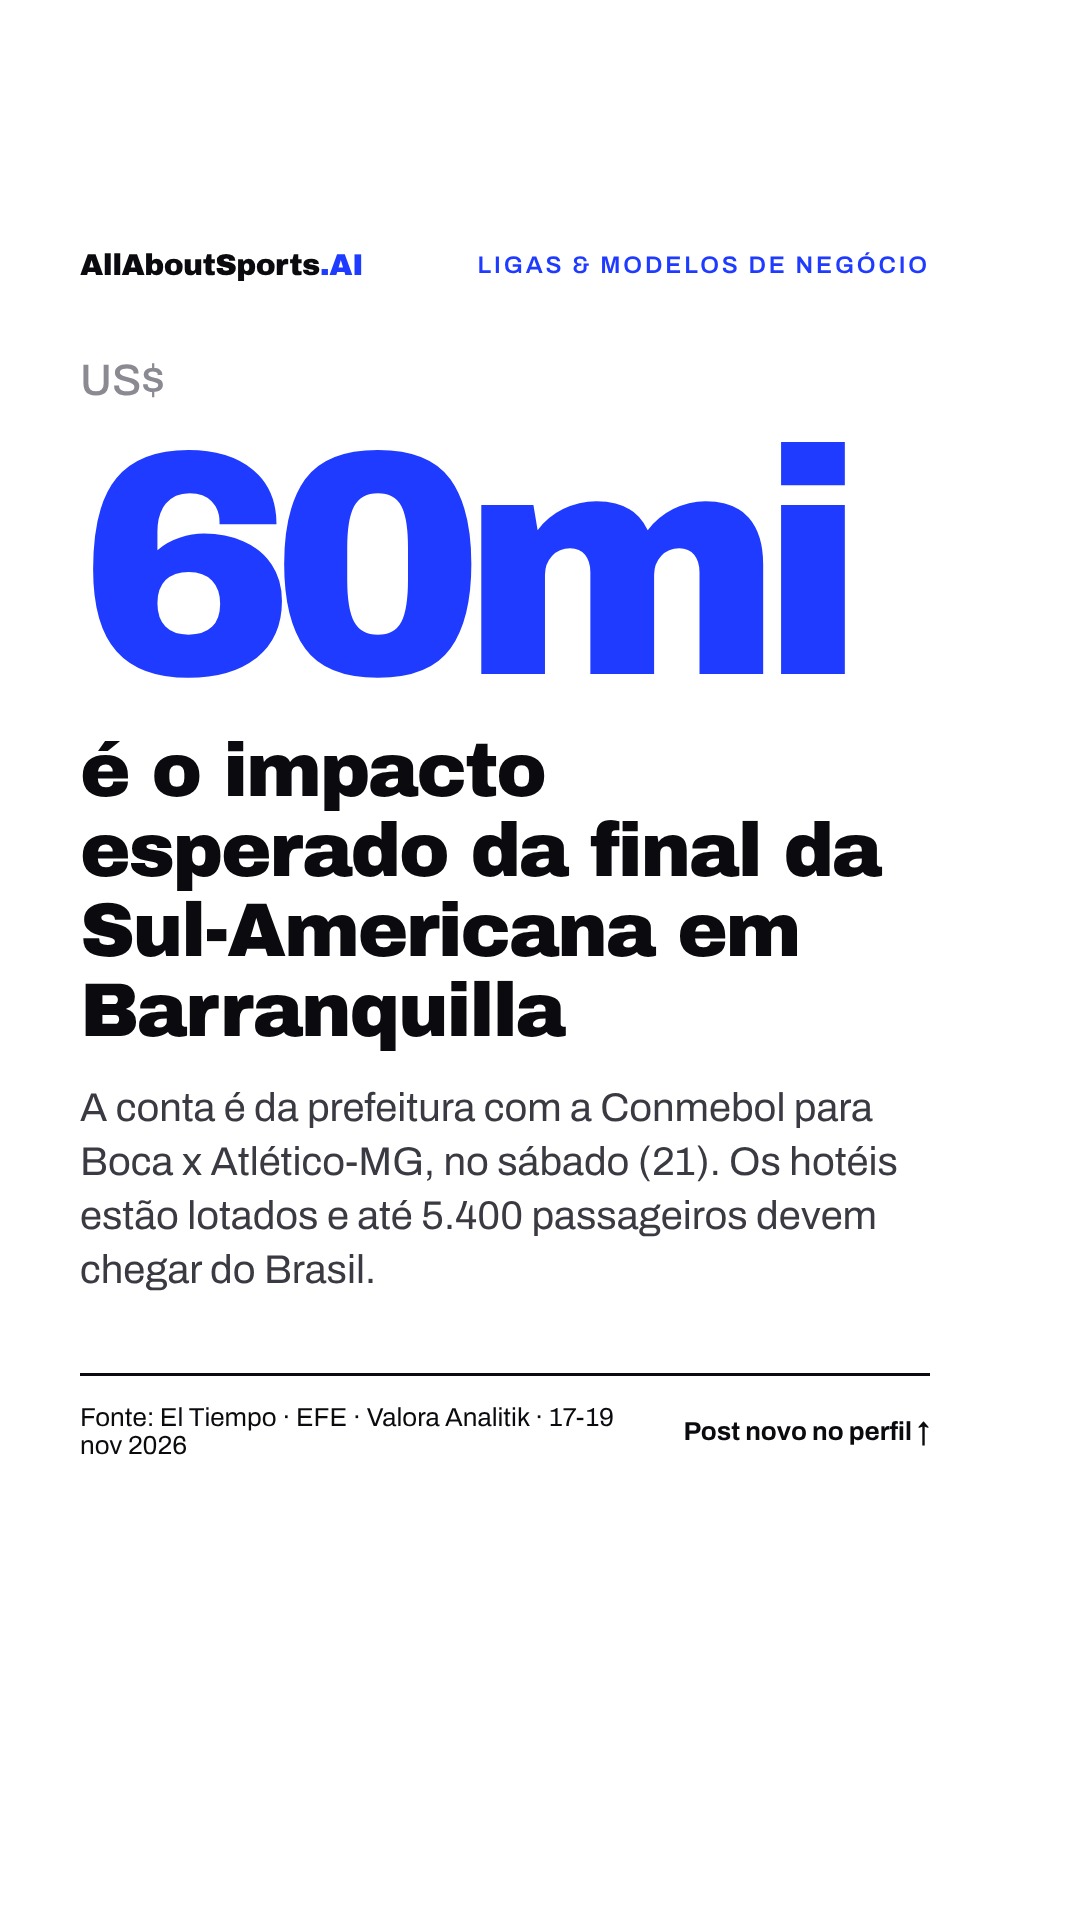 AllAboutSports.AI
LIGAS & MODELOS DE NEGÓCIO
US$
60mi
é o impacto
esperado da final da
Sul-Americana em
Barranquilla
A conta é da prefeitura com a Conmebol para
Boca x Atlético-MG, no sábado (21). Os hotéis
estão lotados e até 5.400 passageiros devem
chegar do Brasil.
Fonte: El Tiempo · EFE · Valora Analitik · 17-19
nov 2026
Post novo no perfil ↑